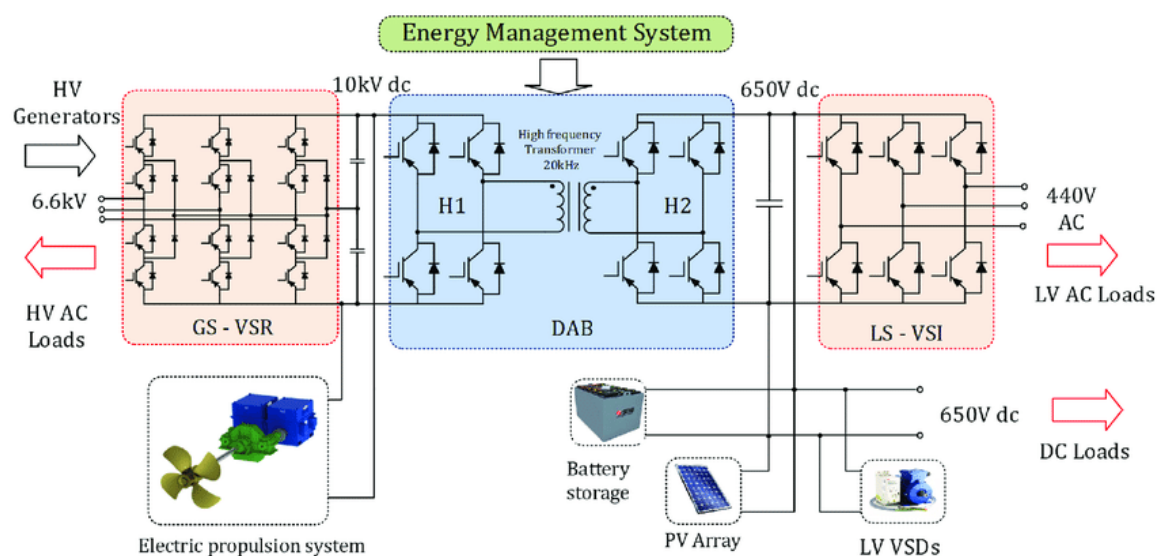 Energy Management System
HV
Generators
10kV dc
650V dc
High frequency
Transformer
20kHz
6.6kV
H1
H2
440V
AC
HV AC
Loads
GS - VSR
DAB
LS - VSI
LV AC Loads
650V dc
DC Loads
Battery
storage
PV Array
LV VSDs
Electric propulsion system